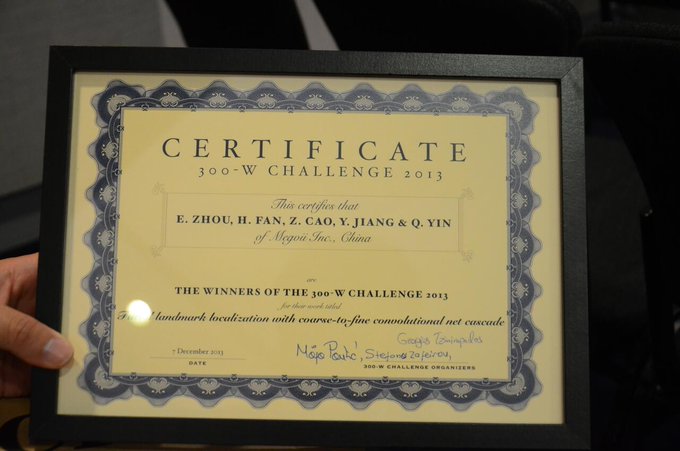 CERTIFICATE
300-W CHALLENGE 2013
This certifies that
E. ZHOU, H. FAN, Z. CAO, Y. JIANG & Q. YIN
of Megvii Inc., China
are
THE WINNERS OF THE 300-W CHALLENGE 2013
for their work titled
landmark localization with coarse-to-fine convolutional net cascade
7 December 2013
DATE
300-W CHALLENGE ORGANIZERS